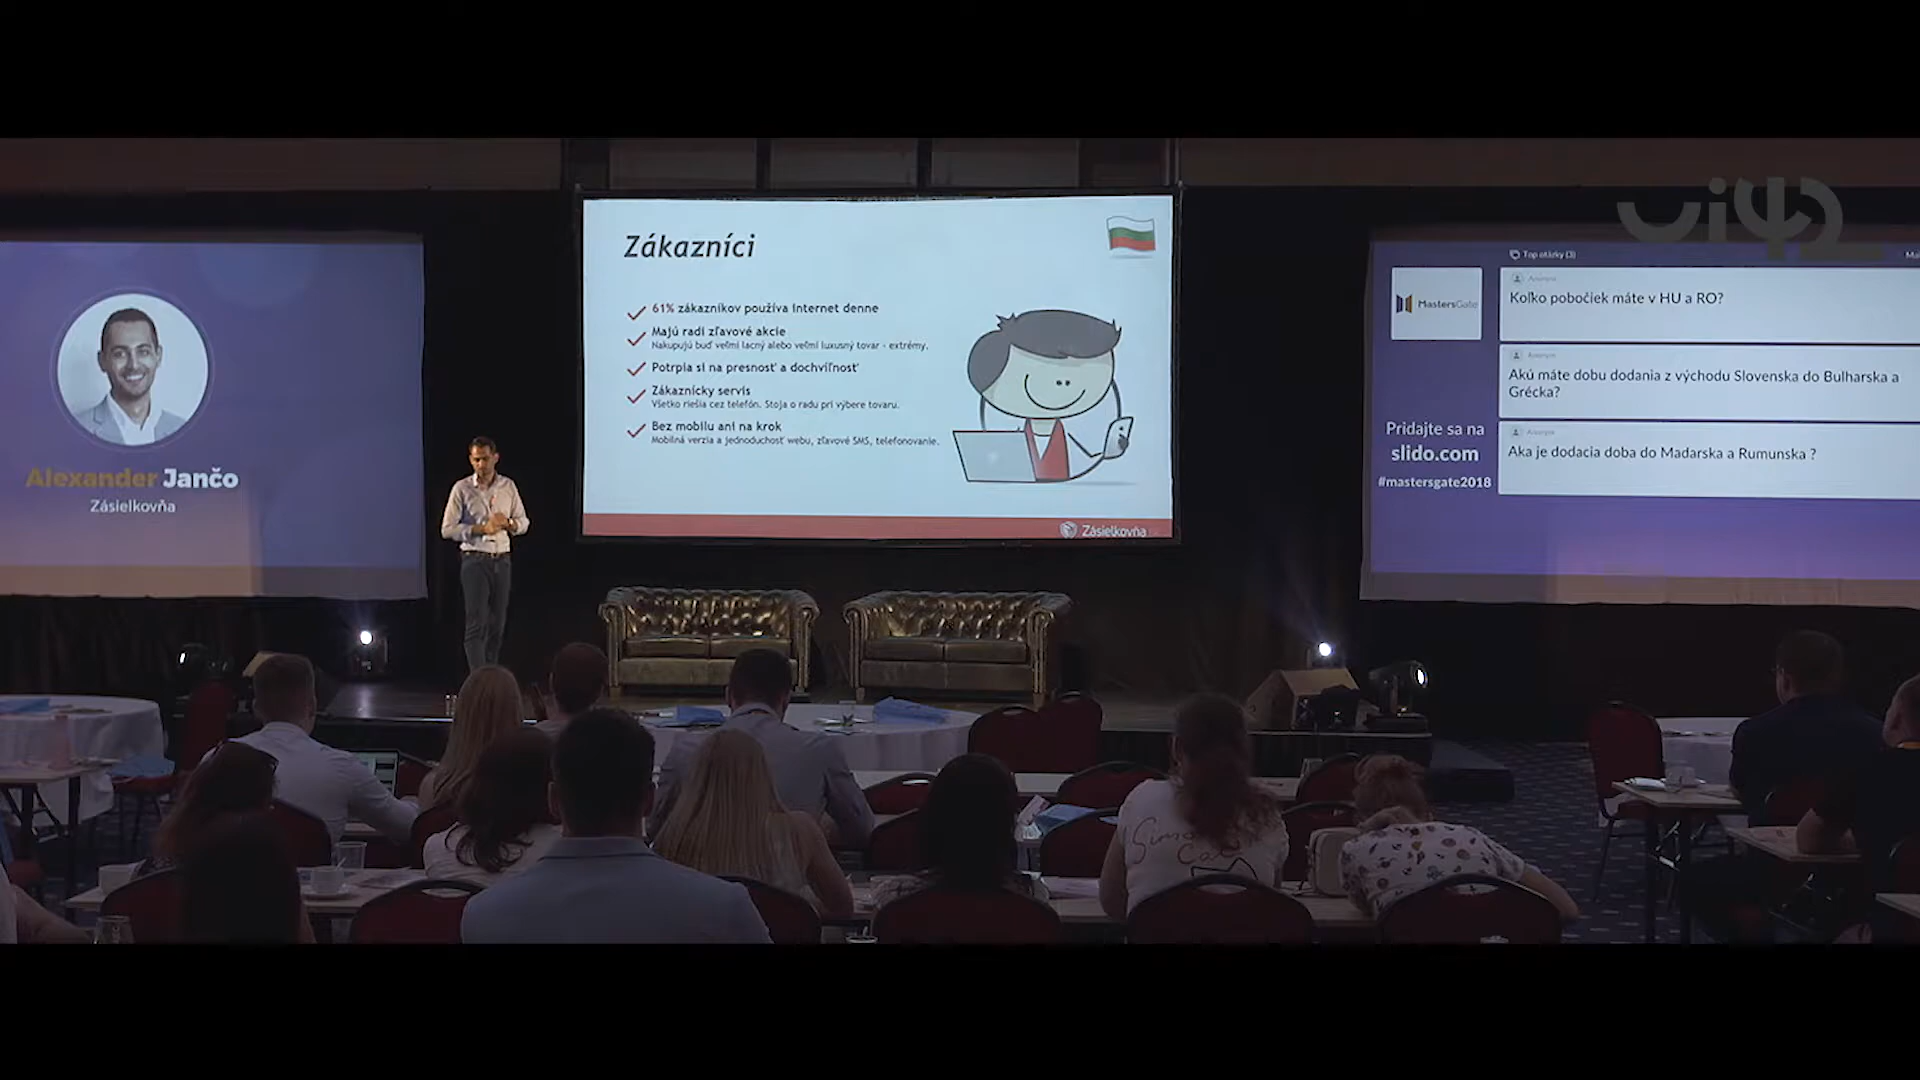 Alexander Jančo
Zásielkovňa
Zákazníci
61% zákazníkov používa internet denne
Majú radi zľavové akcie
Nakupujú buď veľmi lacný alebo veľmi luxusný tovar - extrémy.
Potrpia si na presnosť a dochvíľnosť
Zákaznícky servis
Všetko riešia cez telefón. Stoja o radu pri výbere tovaru.
Bez mobilu ani na krok
Mobilná verzia a jednoduchosť webu, zľavové SMS, telefonovanie.
Zásielkovňa
MastersGate
Pridajte sa na
slido.com
#mastersgate2018
Top otázky (3)
Anonym
Koľko pobočiek máte v HU a RO?
Anonym
Akú máte dobu dodania z východu Slovenska do Bulharska a
Grécka?
Anonym
Aka je dodacia doba do Madarska a Rumunska ?